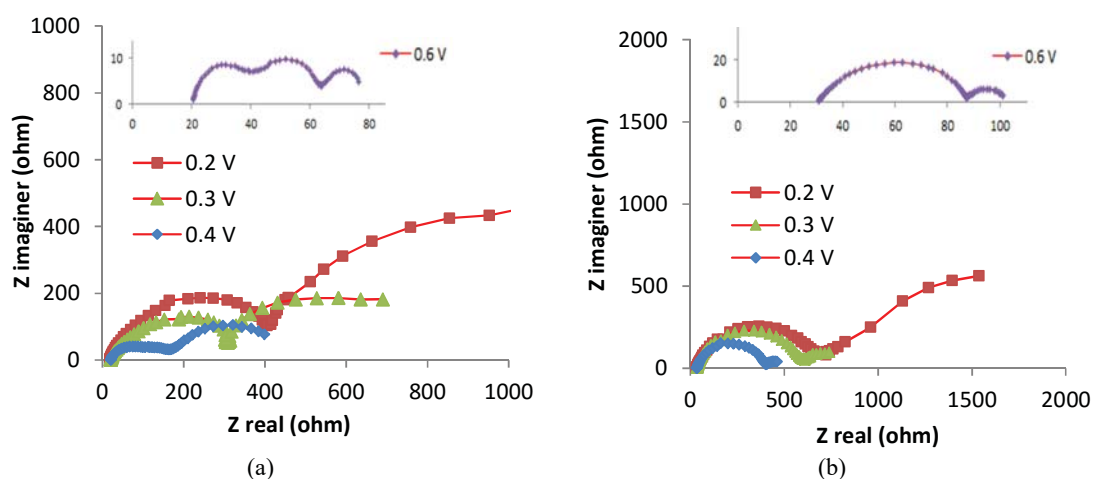 1000
800
600
400
200
0
Z imaginer (ohm)
10
0
0 20 40 60 80
0.6 V
0.2 V
0.3 V
0.4 V
0 200 400 600 800 1000
Z real (ohm)
(a)
2000
1500
1000
500
0
Z imaginer (ohm)
20
0
0 20 40 60 80 100
0.6 V
0.2 V
0.3 V
0.4 V
0 500 1000 1500 2000
Z real (ohm)
(b)